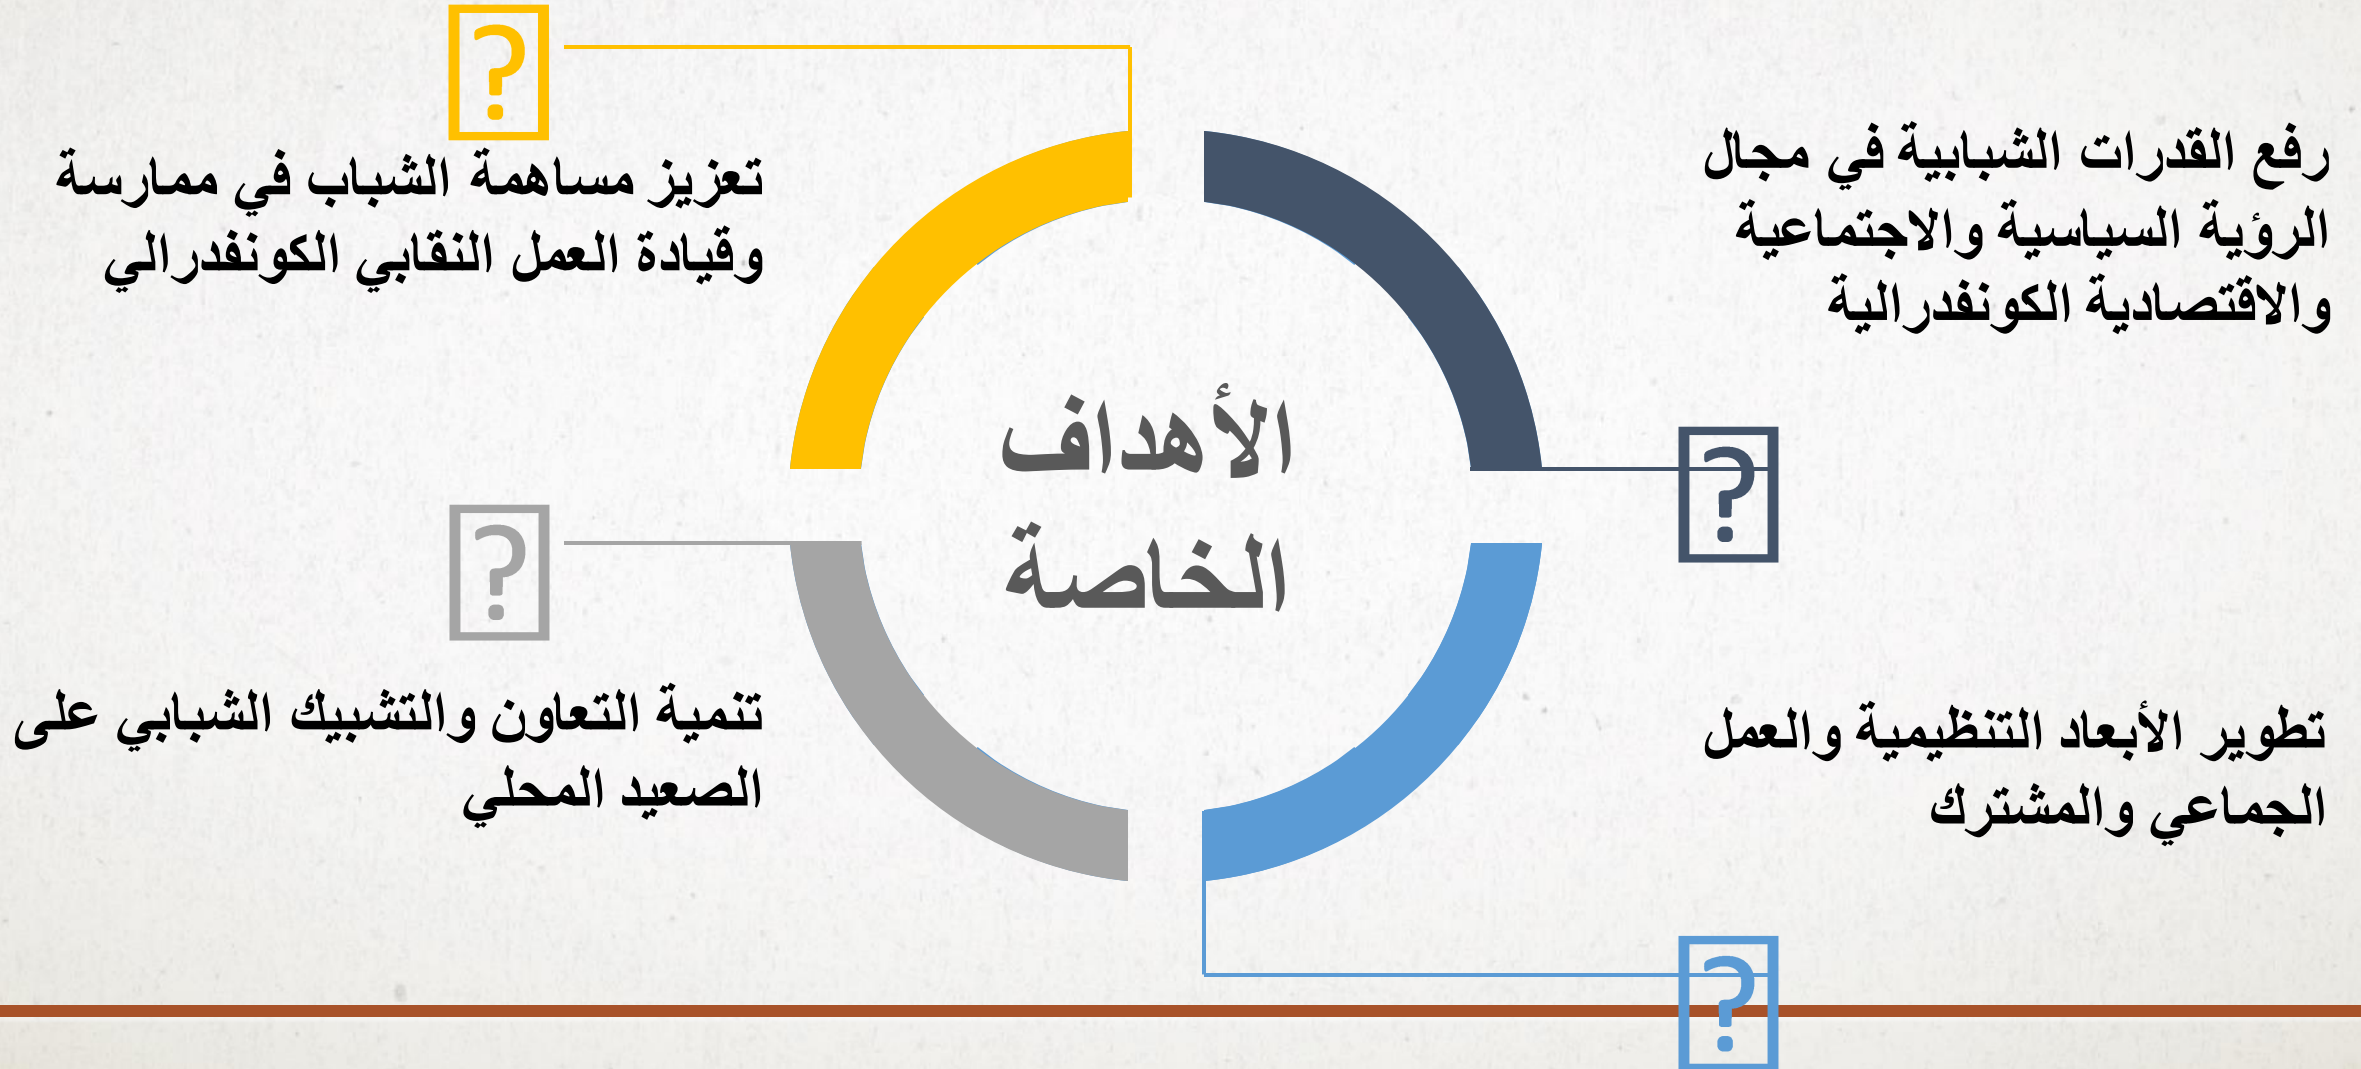 رفع القدرات الشبابية في مجال
الرؤية السياسية والاجتماعية
والاقتصادية الكونفدرالية
تعزيز مساهمة الشباب في ممارسة
وقيادة العمل النقابي الكونفدرالي
الأهداف
الخاصة
تطوير الأبعاد التنظيمية والعمل
الجماعي والمشترك
تنمية التعاون والتشبيك الشبابي على
الصعيد المحلي